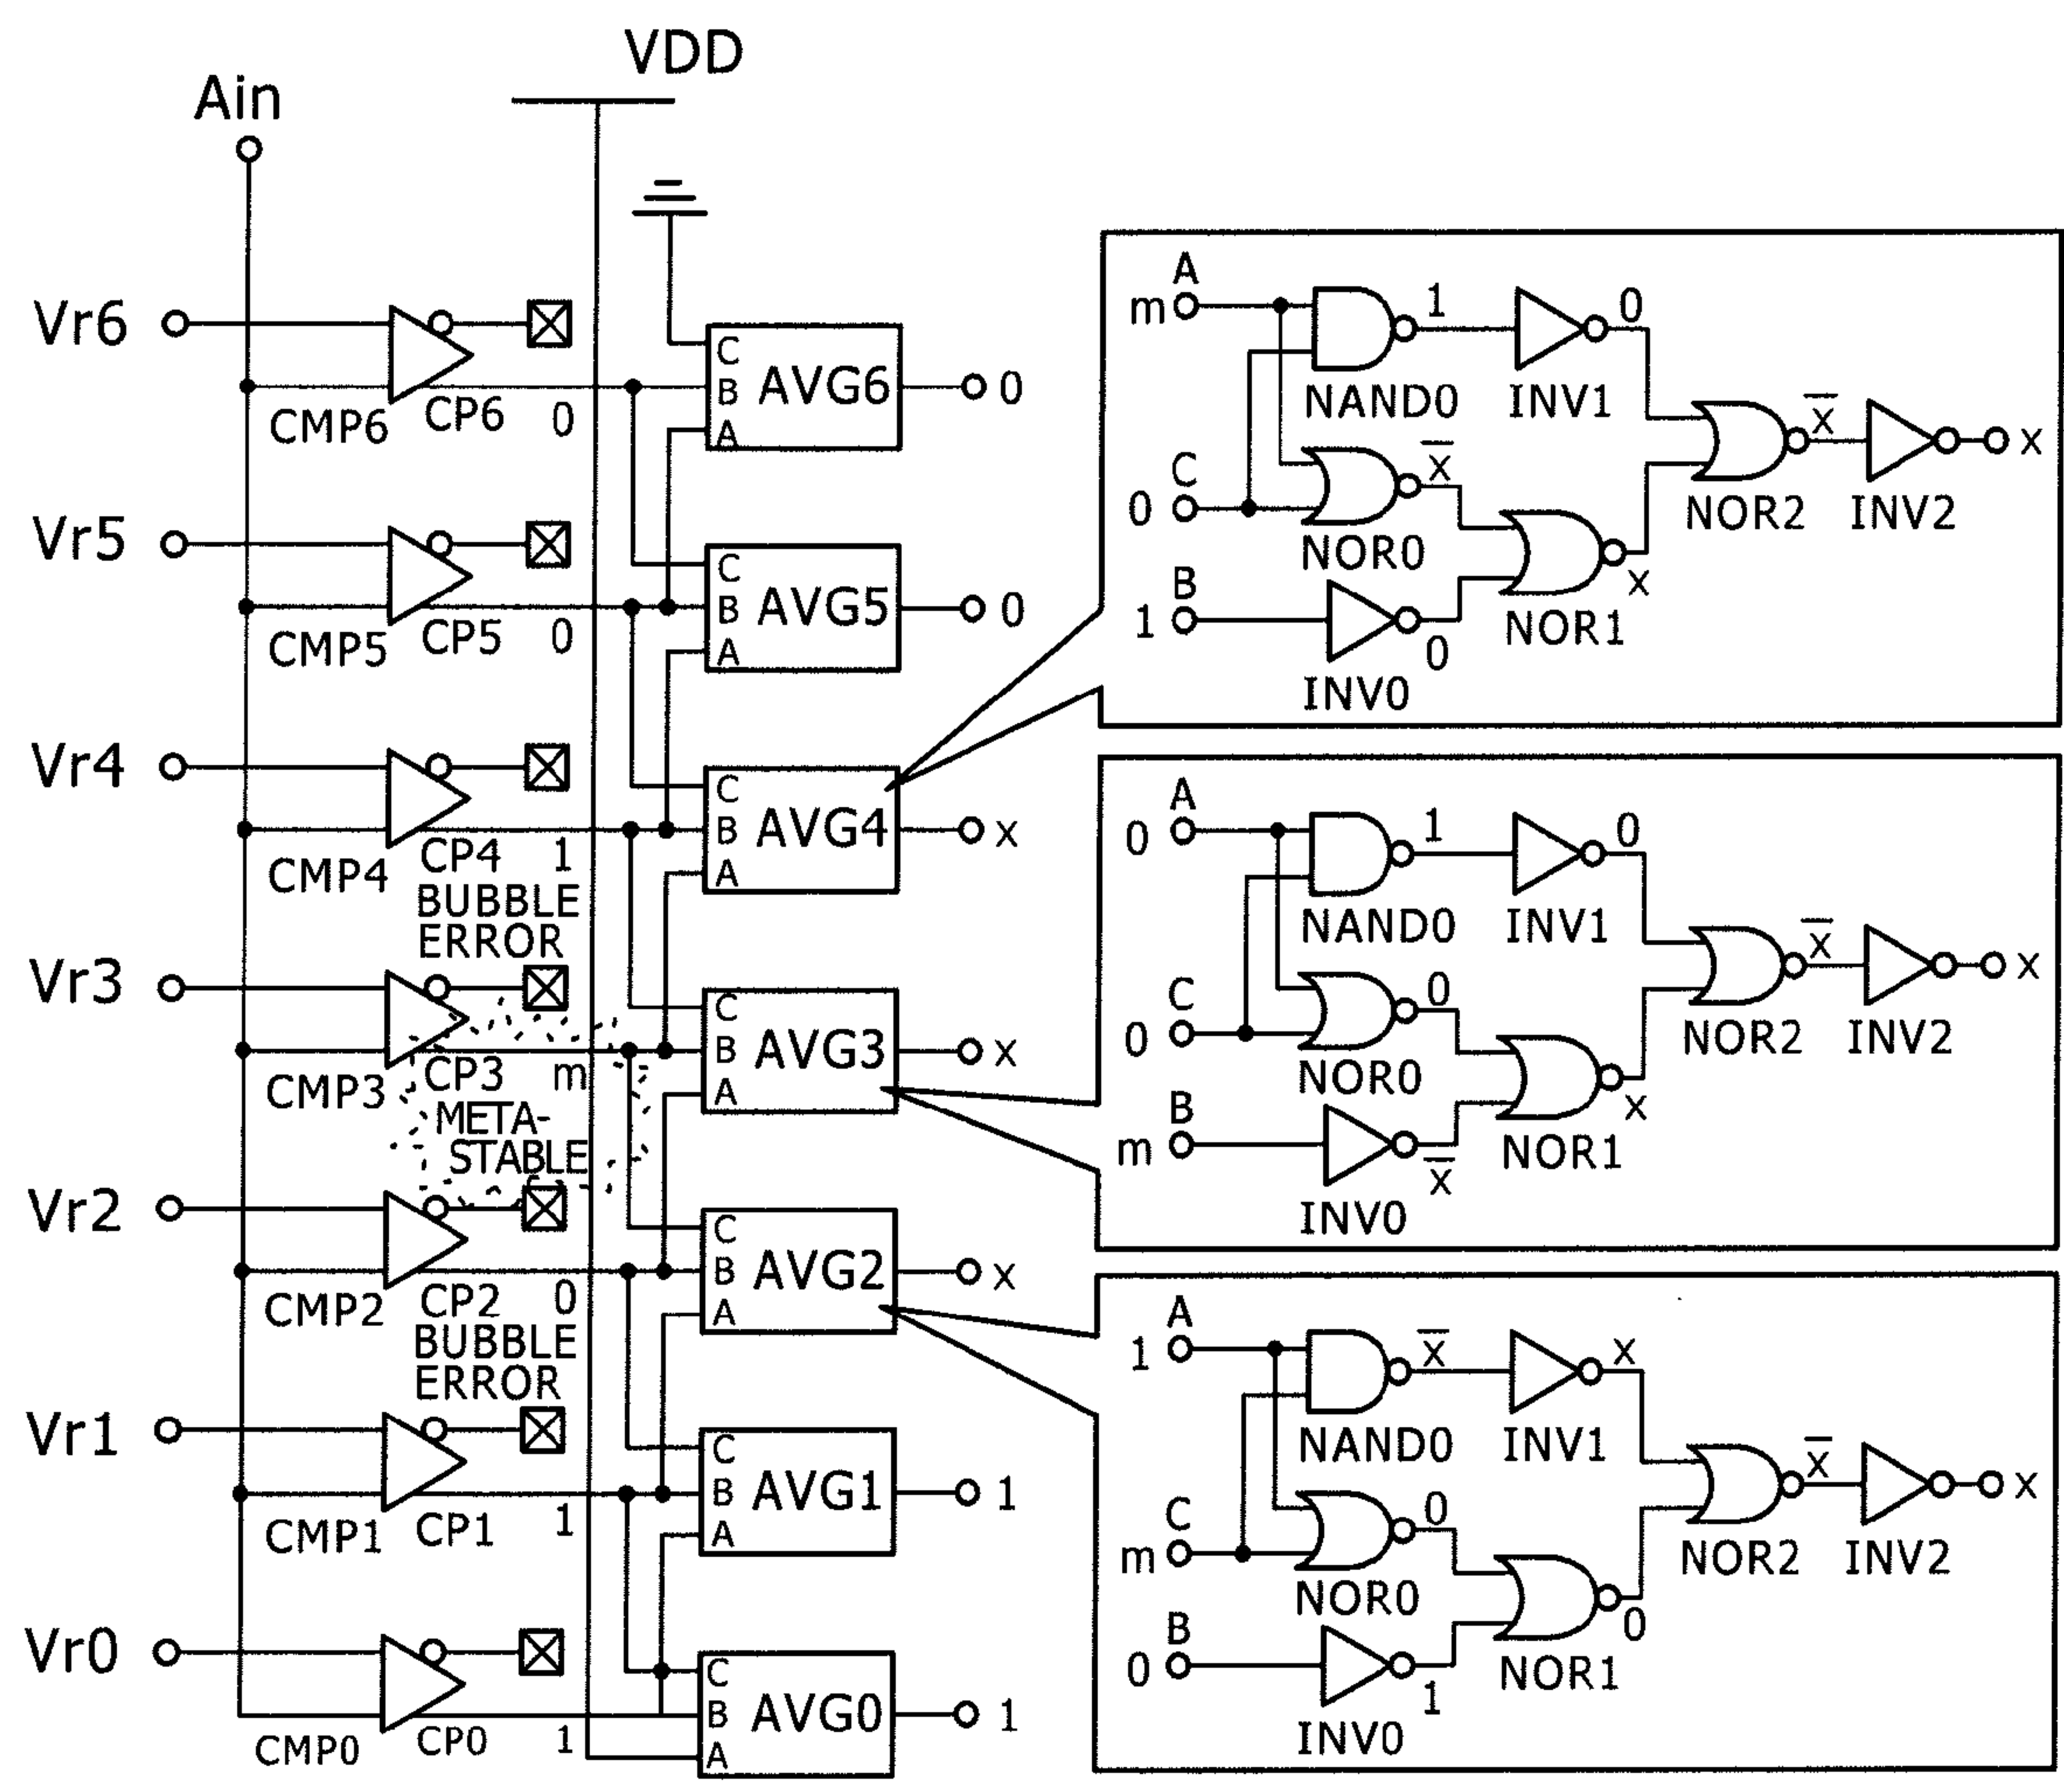 VDD
Ain
Vr6
CMP6
CP6
0
C
B
A
AVG6
0
Vr5
CMP5
CP5
0
C
B
A
AVG5
0
Vr4
CMP4
CP4
1
BUBBLE
ERROR
C
B
A
AVG4
x
Vr3
CMP3
CP3
m
META-
STABLE
C
B
A
AVG3
x
Vr2
CMP2
CP2
0
BUBBLE
ERROR
C
B
A
AVG2
x
Vr1
CMP1
CP1
1
C
B
A
AVG1
1
Vr0
CMP0
CP0
1
C
B
A
AVG0
1
A
m
1
0
NAND0
INV1
C
0
x̅
NOR0
x̅
x
NOR2
INV2
B
1
0
INV0
NOR1
x
A
0
1
0
NAND0
INV1
C
0
0
NOR0
x̅
x
NOR2
INV2
B
m
x̅
INV0
NOR1
x
A
1
x̅
x
NAND0
INV1
C
m
0
NOR0
x̅
x
NOR2
INV2
B
0
1
INV0
NOR1
0